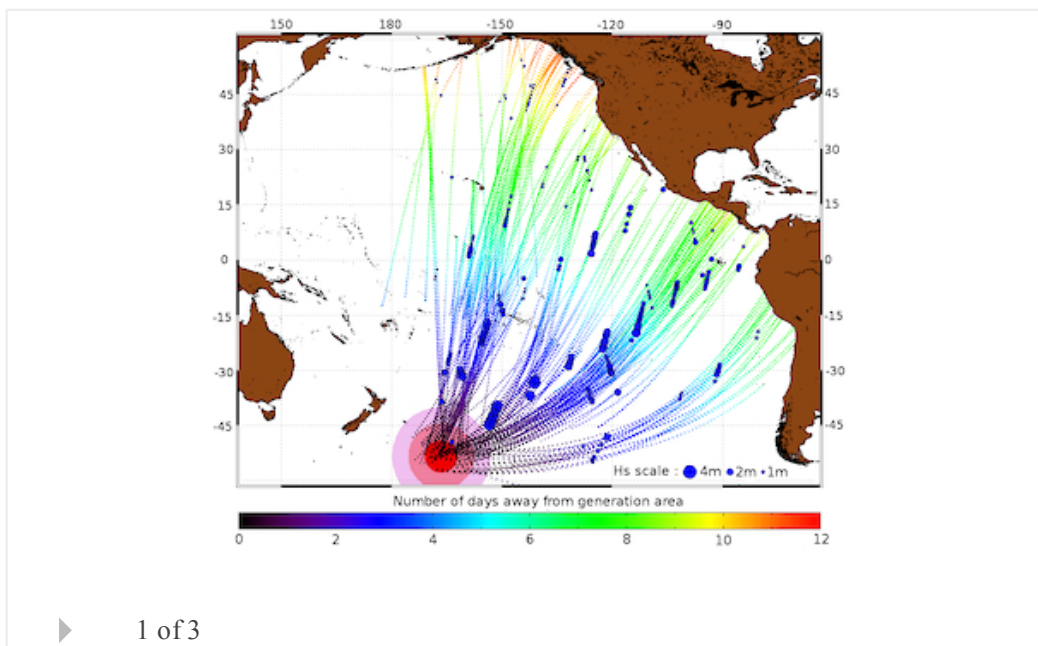 150 180 -150 -120 -90
45 45
30 30
15 15
0 0
-15 -15
-30 -30
-45 -45
Hs scale : 4m 2m 1m
Number of days away from generation area
0 2 4 6 8 10 12
1 of 3